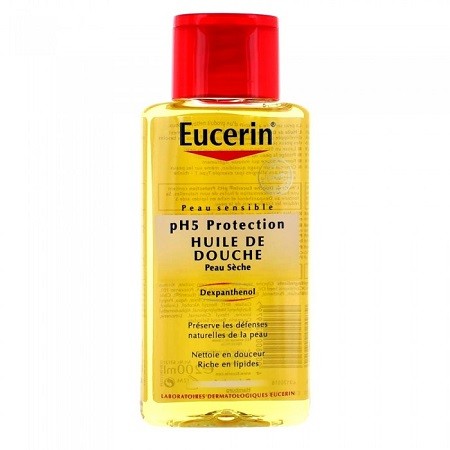 Eucerin®
Peau sensible
pH5 Protection
HUILE DE
DOUCHE
Peau Sèche
Dexpanthenol
Préserve les défenses
naturelles de la peau
Nettoie en douceur
Riche en lipides
LABORATOIRES DERMATOLOGIQUES EUCERIN